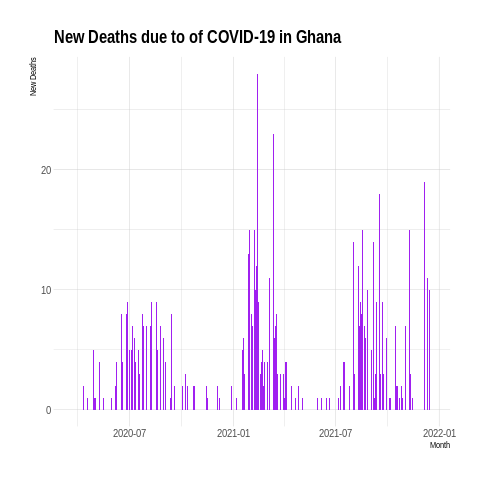 New Deaths due to of COVID-19 in Ghana
New Deaths
20
10
0
2020-07 2021-01 2021-07 2022-01
Month